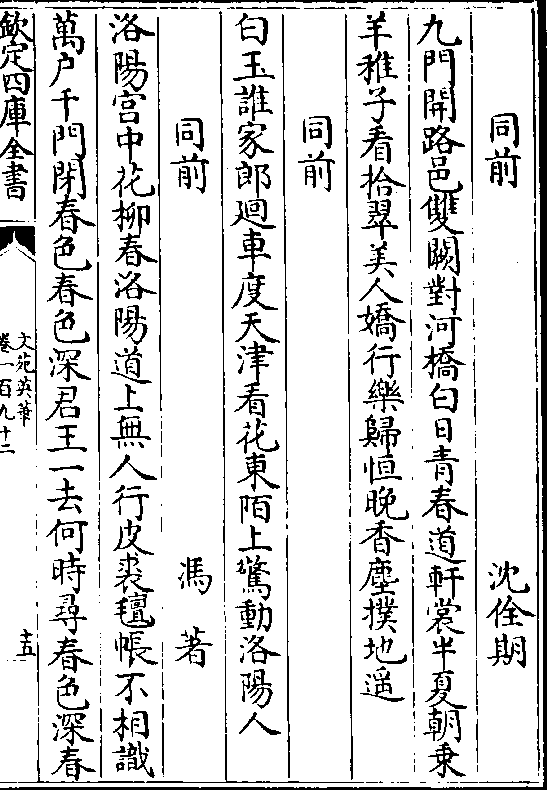 同前 沈佺期
九門開路邑雙闕對河橋白日青春道軒裳半夏朝乗
羊稚子看拾翠美人嬌行樂歸恒晚香塵撲地遥
同前
白玉誰家郎廻車度天津看花東陌上驚動洛陽人
同前 馮著
洛陽宫中花柳春洛陽道上無人行皮裘氊帳不相識
萬户千門閉春色春色深君王一去何時尋春色深春
欽定四庫全書
文苑英華
卷一百九十二
十五